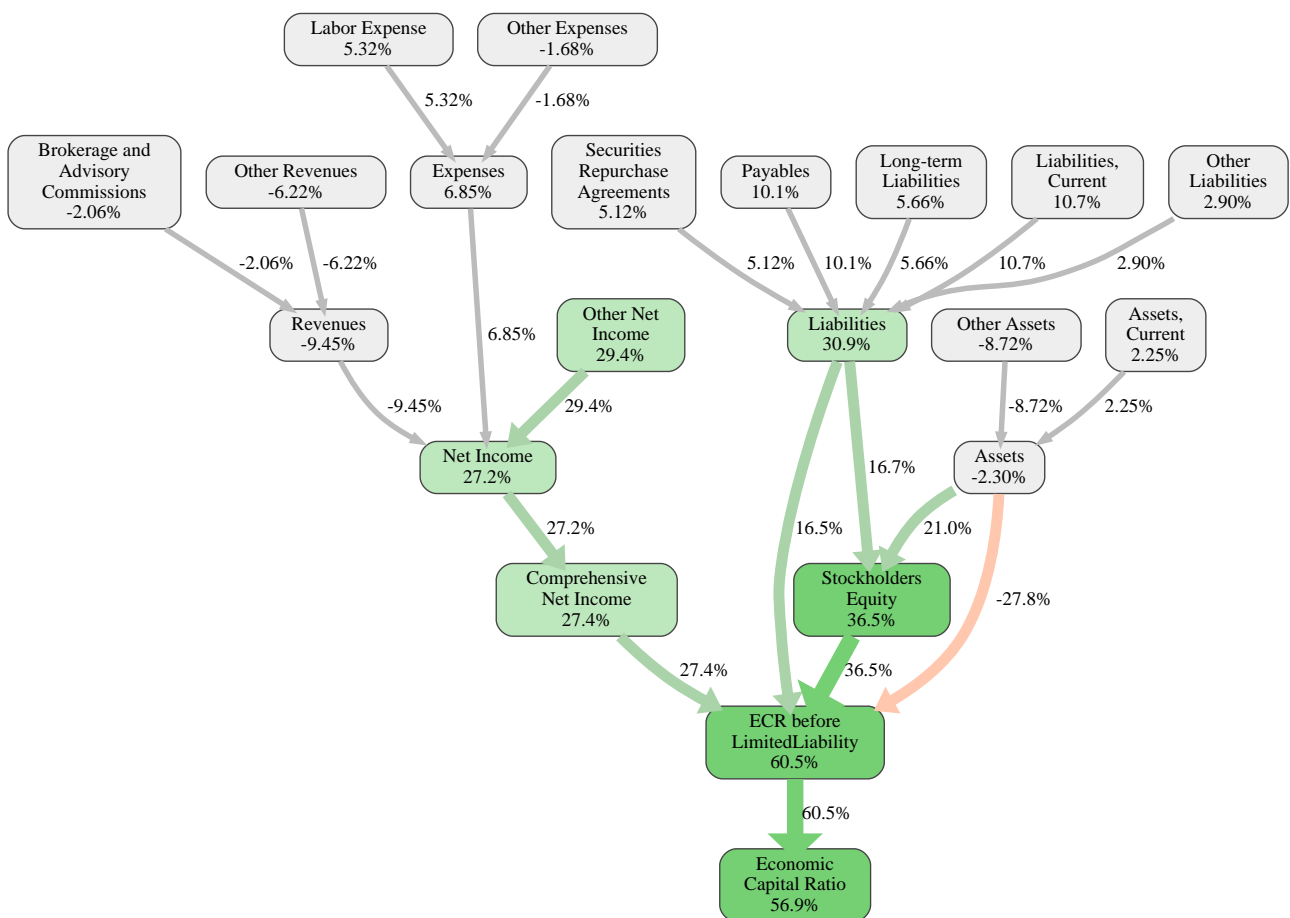 Labor Expense
5.32%
Other Expenses
-1.68%
5.32%
-1.68%
Brokerage and
Advisory
Commissions
-2.06%
Other Revenues
-6.22%
Expenses
6.85%
Securities
Repurchase
Agreements
5.12%
Payables
10.1%
Long-term
Liabilities
5.66%
Liabilities,
Current
10.7%
Other
Liabilities
2.90%
-2.06%
-6.22%
5.12%
10.1%
5.66%
10.7%
2.90%
Revenues
-9.45%
6.85%
Other Net
Income
29.4%
Liabilities
30.9%
Other Assets
-8.72%
Assets,
Current
2.25%
-9.45%
29.4%
-8.72%
2.25%
Net Income
27.2%
16.7%
Assets
-2.30%
27.2%
16.5%
21.0%
Comprehensive
Net Income
27.4%
Stockholders
Equity
36.5%
-27.8%
27.4%
36.5%
ECR before
LimitedLiability
60.5%
60.5%
Economic
Capital Ratio
56.9%